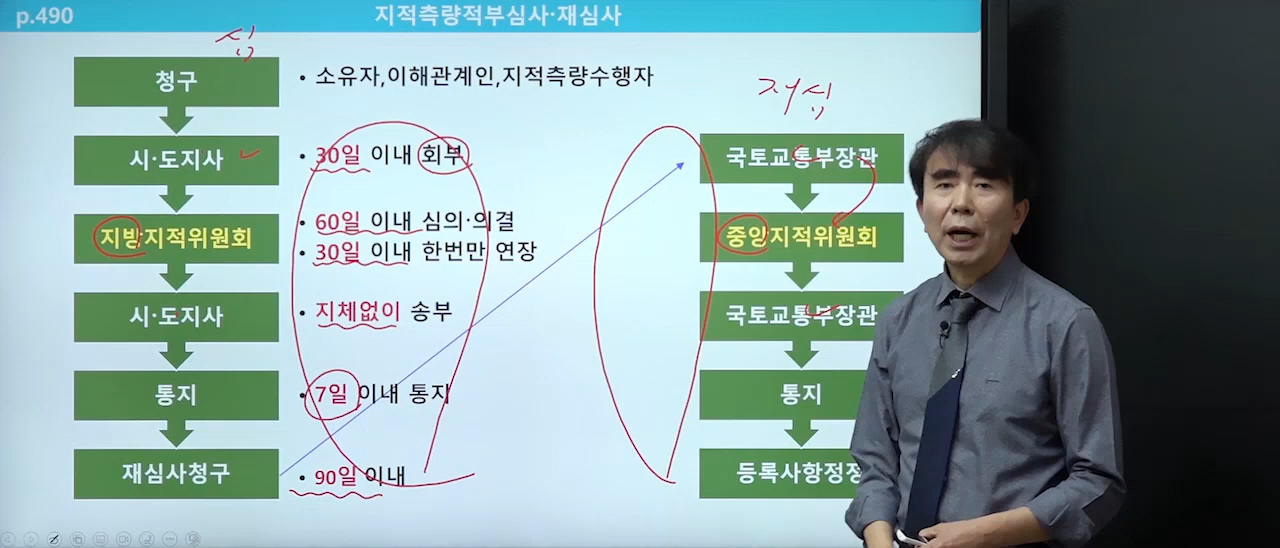 p.490
지적측량적부심사·재심사
심
청구
• 소유자,이해관계인,지적측량수행자
시·도지사
• 30일 이내 회부
지방지적위원회
• 60일 이내 심의·의결
• 30일 이내 한번만 연장
시·도지사
• 지체없이 송부
통지
• 7일 이내 통지
재심사청구
• 90일 이내
재심
국토교통부장관
중앙지적위원회
국토교통부장관
통지
등록사항정정